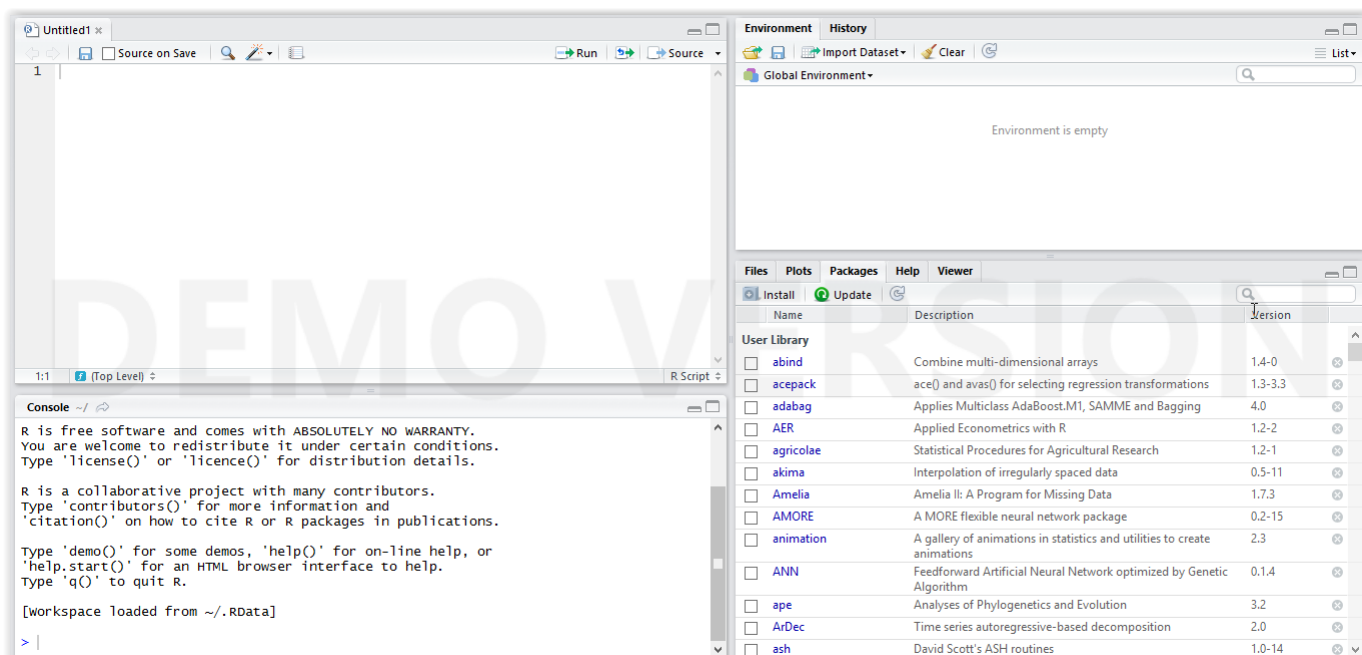 Untitled1
Source on Save
Run
Source
1
1:1
(Top Level)
R Script
Console ~/
R is free software and comes with ABSOLUTELY NO WARRANTY.
You are welcome to redistribute it under certain conditions.
Type 'license()' or 'licence()' for distribution details.
R is a collaborative project with many contributors.
Type 'contributors()' for more information and
'citation()' on how to cite R or R packages in publications.
Type 'demo()' for some demos, 'help()' for on-line help, or
'help.start()' for an HTML browser interface to help.
Type 'q()' to quit R.
[Workspace loaded from ~/.RData]
>
Environment History
Import Dataset Clear List
Global Environment
Environment is empty
Files Plots Packages Help Viewer
Install Update
Name Description Version
User Library
abind Combine multi-dimensional arrays 1.4-0
acepack ace() and avas() for selecting regression transformations 1.3-3.3
adabag Applies Multiclass AdaBoost.M1, SAMME and Bagging 4.0
AER Applied Econometrics with R 1.2-2
agricolae Statistical Procedures for Agricultural Research 1.2-1
akima Interpolation of irregularly spaced data 0.5-11
Amelia Amelia II: A Program for Missing Data 1.7.3
AMORE A MORE flexible neural network package 0.2-15
animation A gallery of animations in statistics and utilities to create 2.3
animations
ANN Feedforward Artificial Neural Network optimized by Genetic 0.1.4
Algorithm
ape Analyses of Phylogenetics and Evolution 3.2
ArDec Time series autoregressive-based decomposition 2.0
ash David Scott's ASH routines 1.0-14
DEMO VERSION